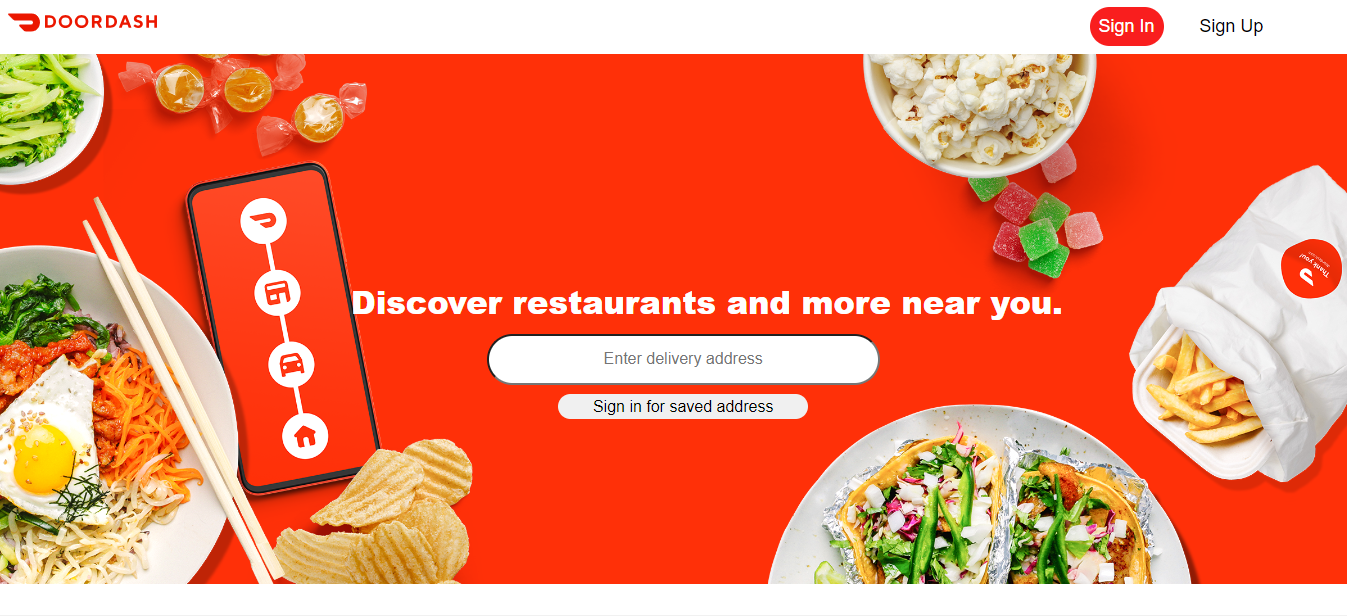 DOORDASH
Sign In
Sign Up
Thank you!
Discover restaurants and more near you.
Enter delivery address
Sign in for saved address